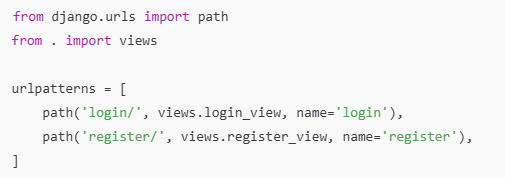 from django.urls import path
from . import views

urlpatterns = [
    path('login/', views.login_view, name='login'),
    path('register/', views.register_view, name='register'),
]